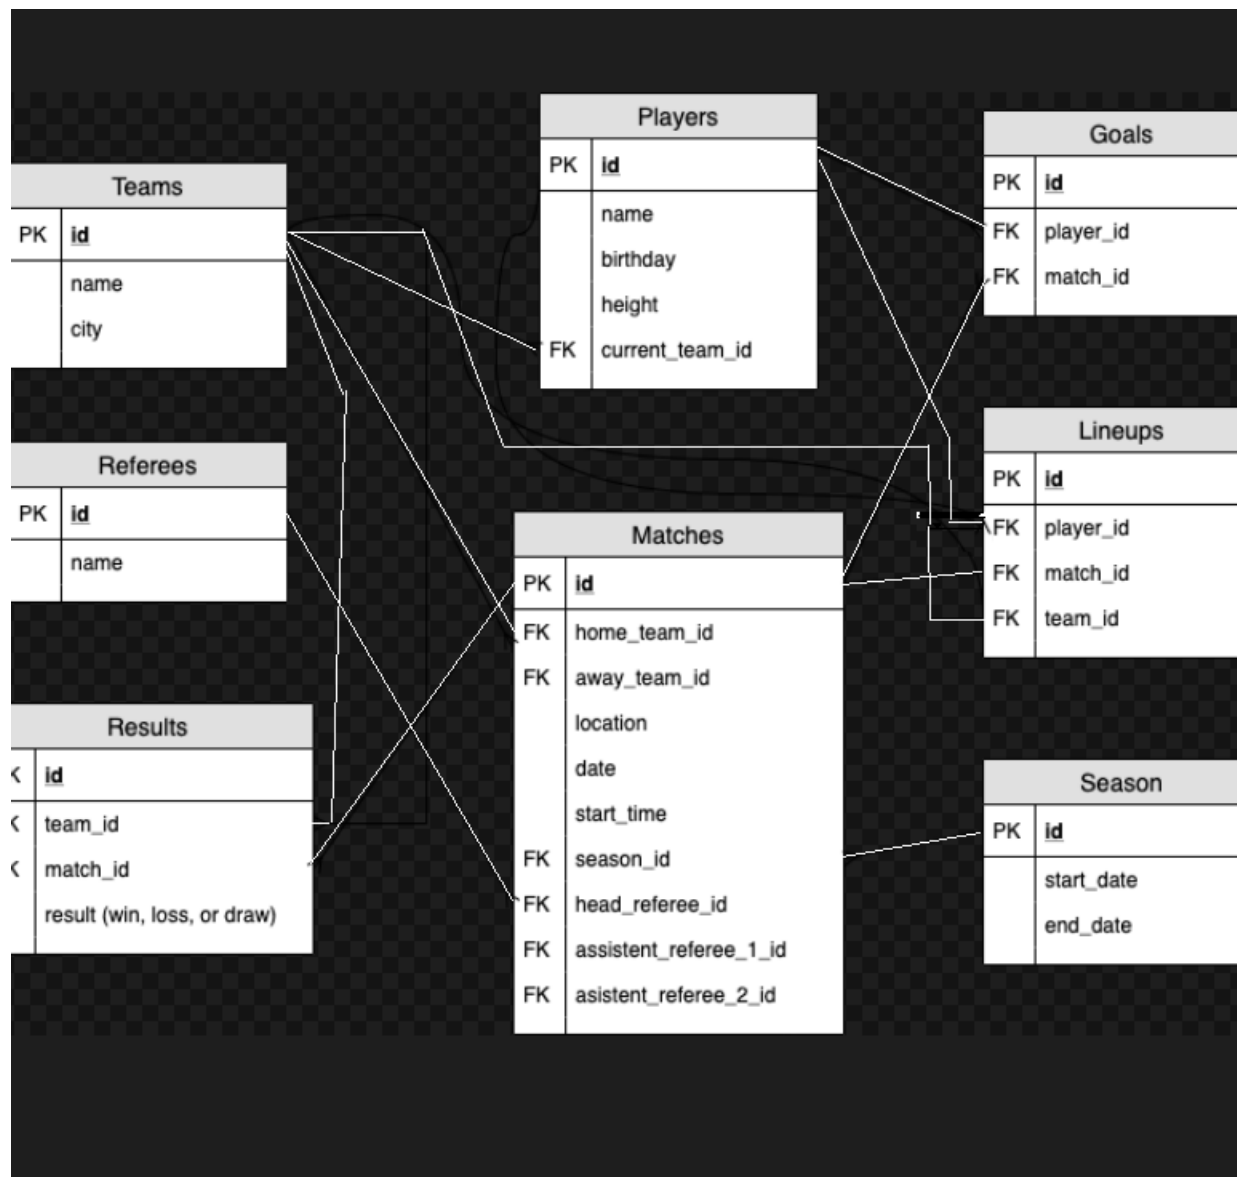 Players
PK id
name
birthday
height
FK current_team_id
Goals
PK id
FK player_id
FK match_id
Teams
PK id
name
city
Referees
PK id
name
Lineups
PK id
FK player_id
FK match_id
FK team_id
Matches
PK id
FK home_team_id
FK away_team_id
location
date
start_time
FK season_id
FK head_referee_id
FK assistent_referee_1_id
FK asistent_referee_2_id
Results
K id
K team_id
K match_id
result (win, loss, or draw)
Season
PK id
start_date
end_date